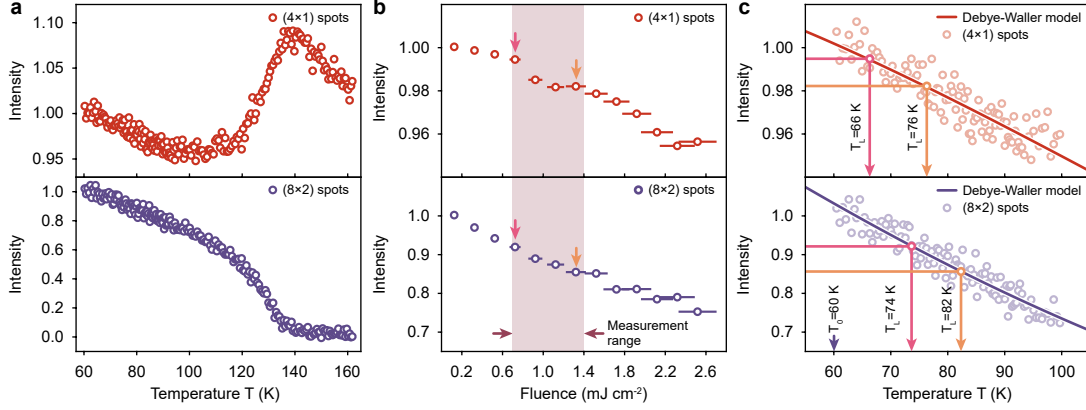 a
1.10
1.05
1.00
0.95
Intensity
(4×1) spots
1.0
0.8
0.6
0.4
0.2
0.0
Intensity
(8×2) spots
60
80
100
120
140
160
Temperature T (K)
b
1.00
0.98
0.96
Intensity
(4×1) spots
1.0
0.9
0.8
0.7
Intensity
(8×2) spots
Measurement
range
0.2
0.6
1.0
1.4
1.8
2.2
2.6
Fluence (mJ cm⁻²)
c
1.00
0.98
0.96
Intensity
Debye-Waller model
(4×1) spots
T_L=66 K
T_L=76 K
1.0
0.9
0.8
0.7
Intensity
Debye-Waller model
(8×2) spots
T₀=60 K
T_L=74 K
T_L=82 K
60
70
80
90
100
Temperature T (K)